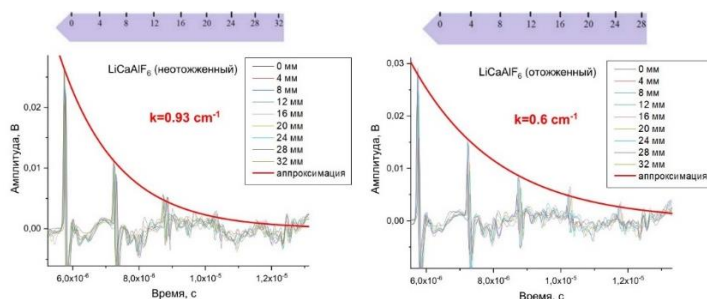 0 4 8 12 16 20 24 28 32
0 4 8 12 16 20 24 28
LiCaAlF₆ (неотожженный)
k=0.93 cm⁻¹
0 мм
4 мм
8 мм
12 мм
16 мм
20 мм
24 мм
28 мм
32 мм
аппроксимация
Амплитуда, В
0,02
0,01
0,00
6,0x10⁻⁶ 8,0x10⁻⁶ 1,0x10⁻⁵ 1,2x10⁻⁵
Время, с
LiCaAlF₆ (отожженный)
k=0.6 cm⁻¹
0 мм
4 мм
8 мм
12 мм
16 мм
20 мм
24 мм
28 мм
32 мм
аппроксимация
Амплитуда, В
0,03
0,02
0,01
0,00
6,0x10⁻⁶ 8,0x10⁻⁶ 1,0x10⁻⁵ 1,2x10⁻⁵
Время, с